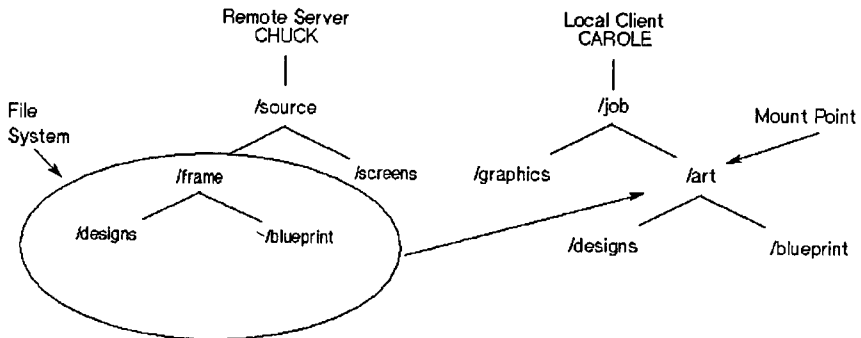 Remote Server
CHUCK
Local Client
CAROLE
File
System
/source
/job
Mount Point
/frame
/screens
/graphics
/art
/designs
/blueprint
/designs
/blueprint